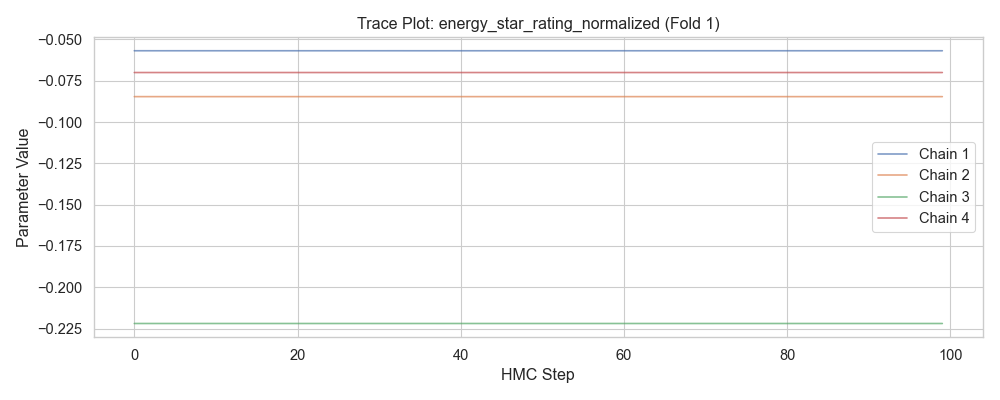 Trace Plot: energy_star_rating_normalized (Fold 1)
Parameter Value
−0.050
−0.075
−0.100
−0.125
−0.150
−0.175
−0.200
−0.225
Chain 1
Chain 2
Chain 3
Chain 4
0 20 40 60 80 100
HMC Step